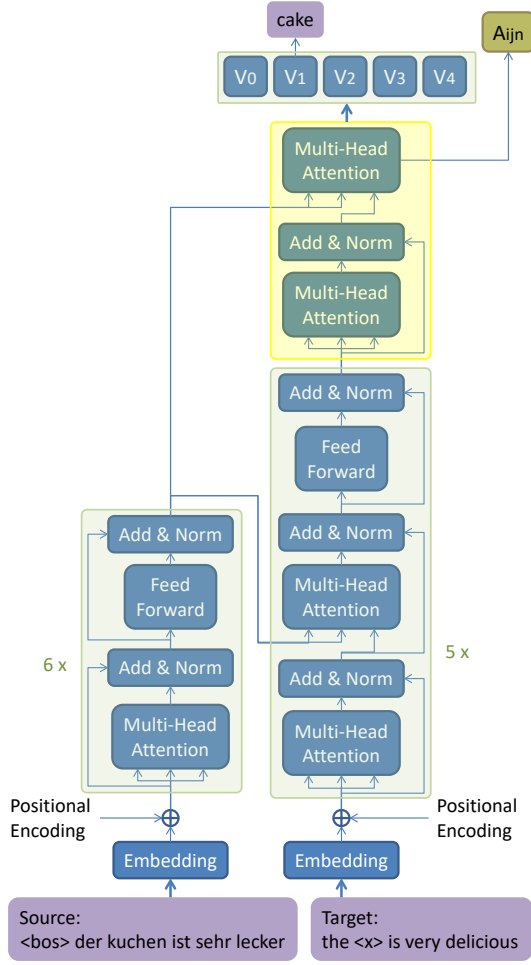 cake
Aijn
V0 V1 V2 V3 V4
Multi-Head
Attention
Add & Norm
Multi-Head
Attention
Add & Norm
Feed
Forward
Add & Norm
Multi-Head
Attention
Add & Norm
Multi-Head
Attention
5 x
Add & Norm
Feed
Forward
6 x
Add & Norm
Multi-Head
Attention
Positional
Encoding
Positional
Encoding
Embedding
Embedding
Source:
<bos> der kuchen ist sehr lecker
Target:
the <x> is very delicious